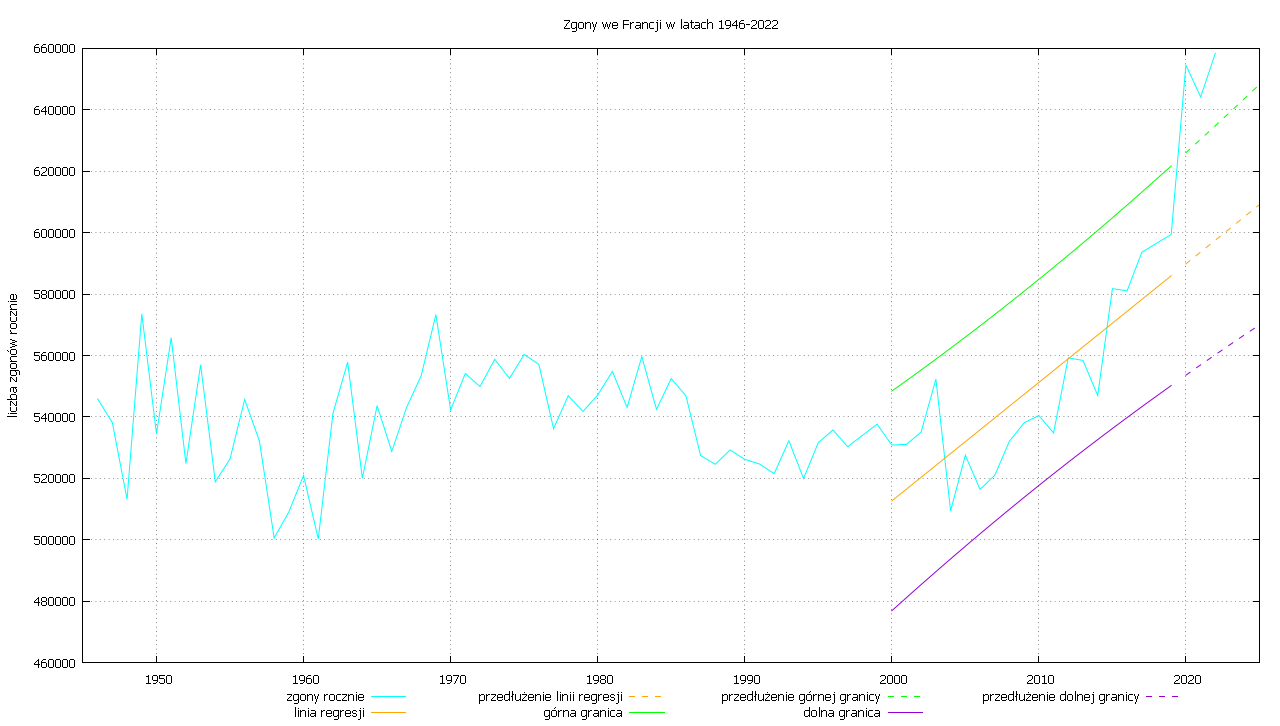 Zgony we Francji w latach 1946-2022
660000
640000
620000
600000
580000
560000
540000
520000
500000
480000
460000
liczba zgonów rocznie
1950 1960 1970 1980 1990 2000 2010 2020
zgony rocznie przedłużenie linii regresji przedłużenie górnej granicy przedłużenie dolnej granicy
linia regresji górna granica dolna granica